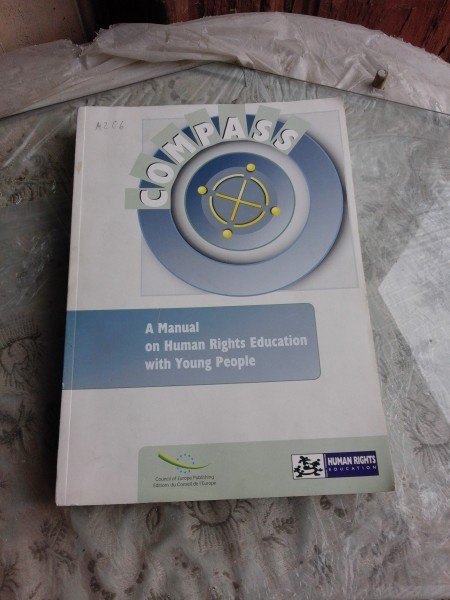 COMPASS
A Manual
on Human Rights Education
with Young People
Council of Europe Publishing
Editions du Conseil de l'Europe
HUMAN RIGHTS
EDUCATION